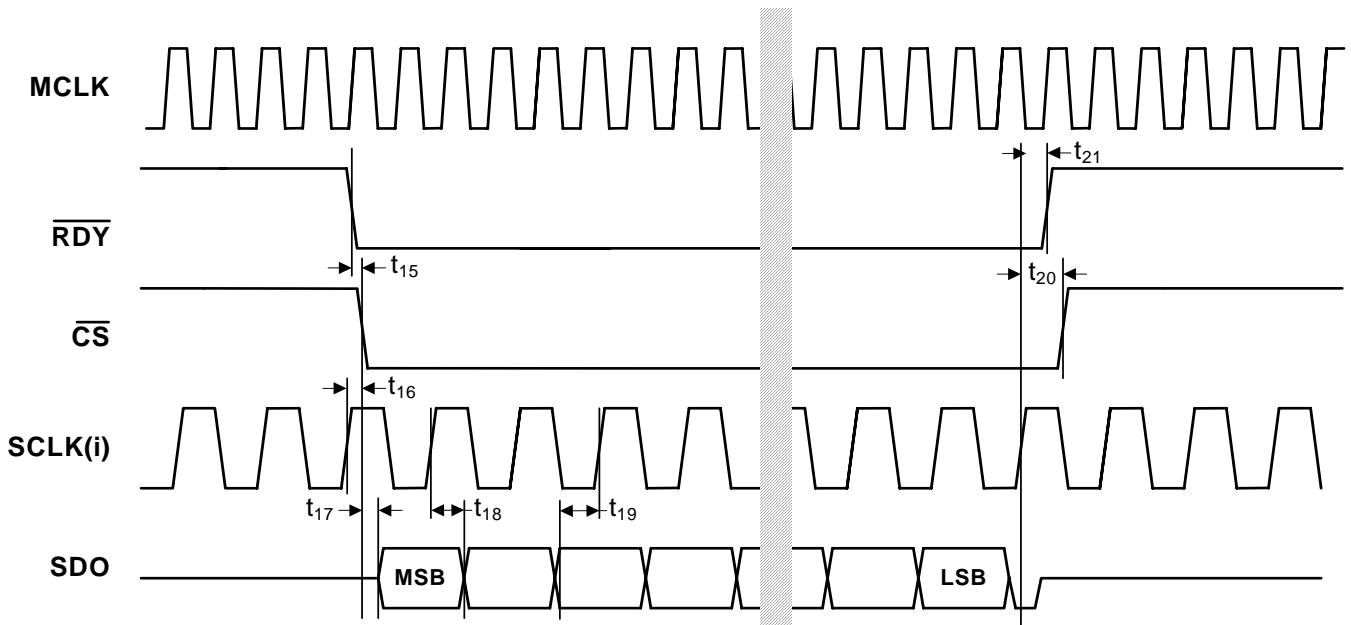 MCLK
t21
RDY
t15
t20
CS
t16
SCLK(i)
t17
t18
t19
SDO
MSB
LSB